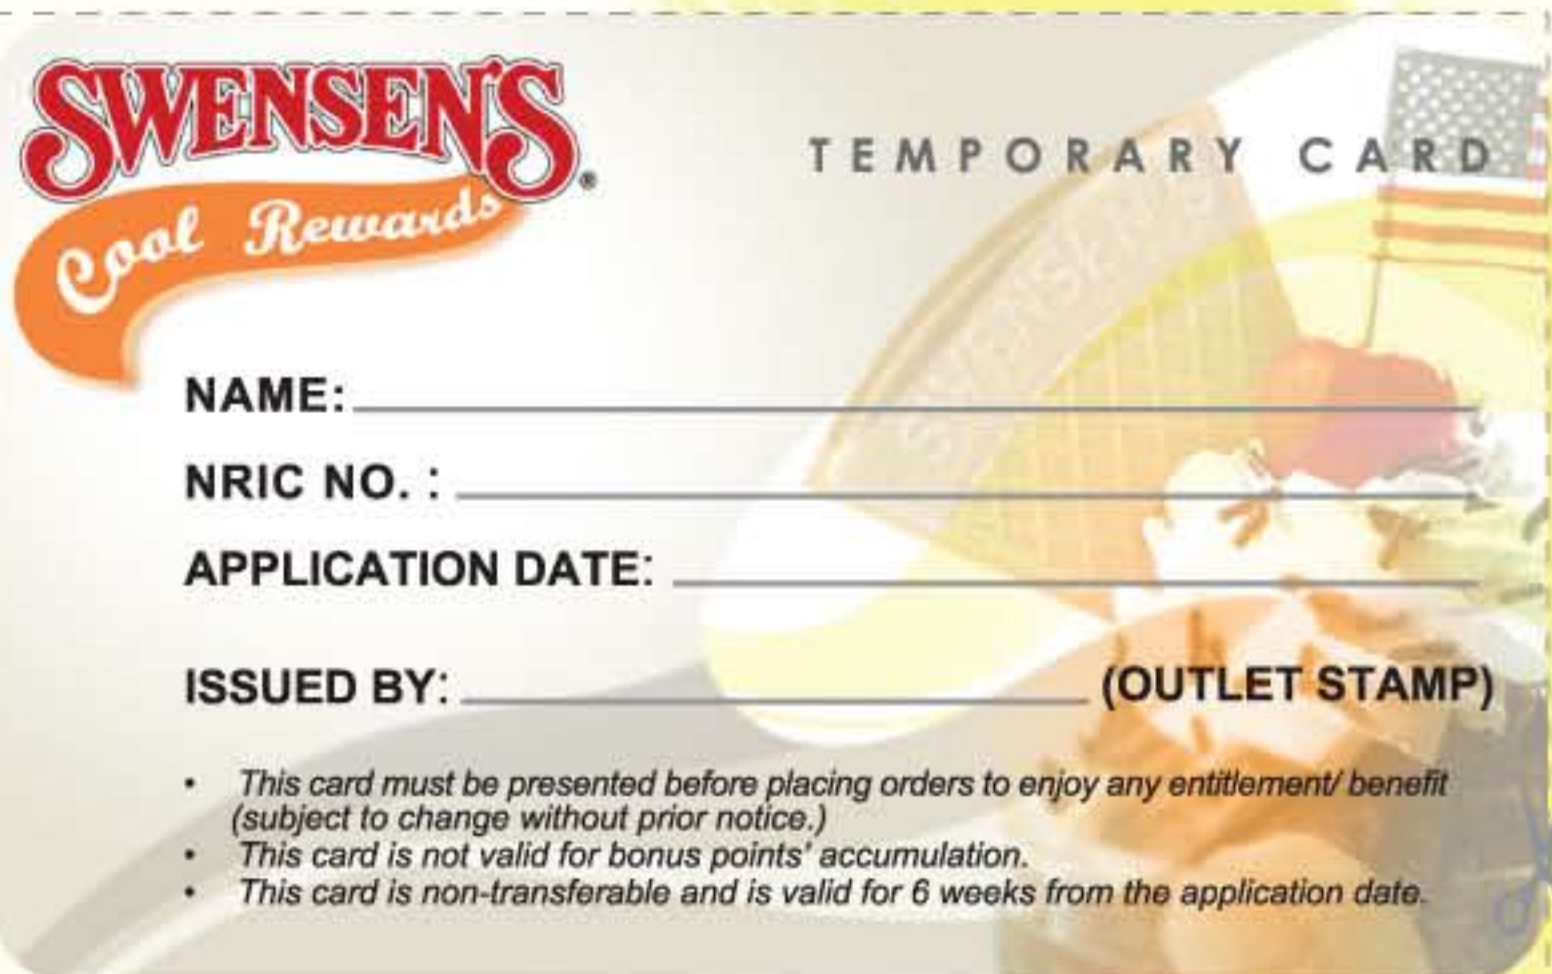 SWENSEN'S®
Cool Rewards
TEMPORARY CARD
SWENSEN'S
NAME:
NRIC NO. :
APPLICATION DATE:
ISSUED BY: (OUTLET STAMP)
• This card must be presented before placing orders to enjoy any entitlement/ benefit
(subject to change without prior notice.)
• This card is not valid for bonus points' accumulation.
• This card is non-transferable and is valid for 6 weeks from the application date.